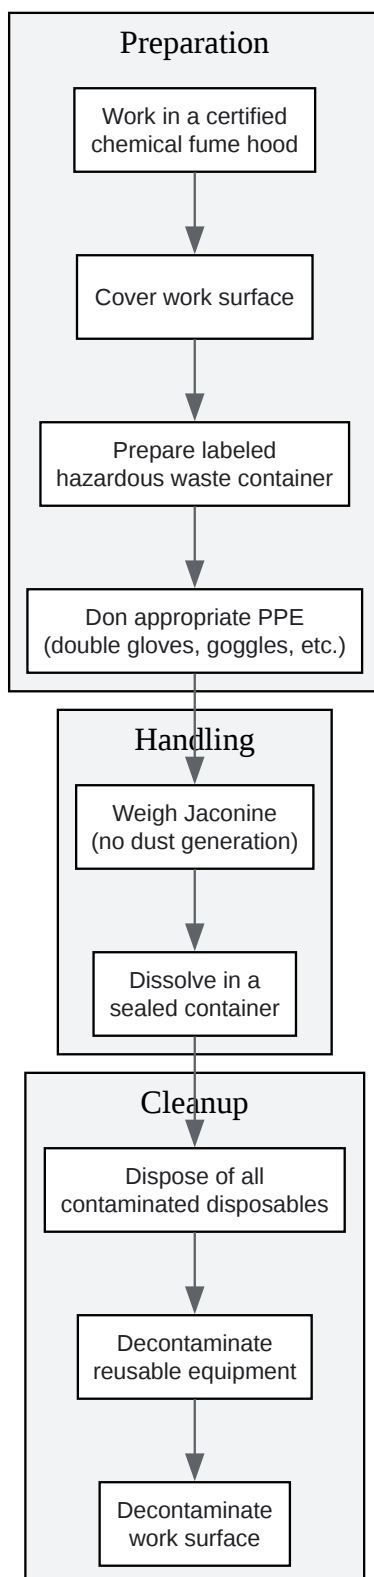 Preparation
Work in a certified
chemical fume hood
Cover work surface
Prepare labeled
hazardous waste container
Don appropriate PPE
(double gloves, goggles, etc.)
Handling
Weigh Jaconine
(no dust generation)
Dissolve in a
sealed container
Cleanup
Dispose of all
contaminated disposables
Decontaminate
reusable equipment
Decontaminate
work surface